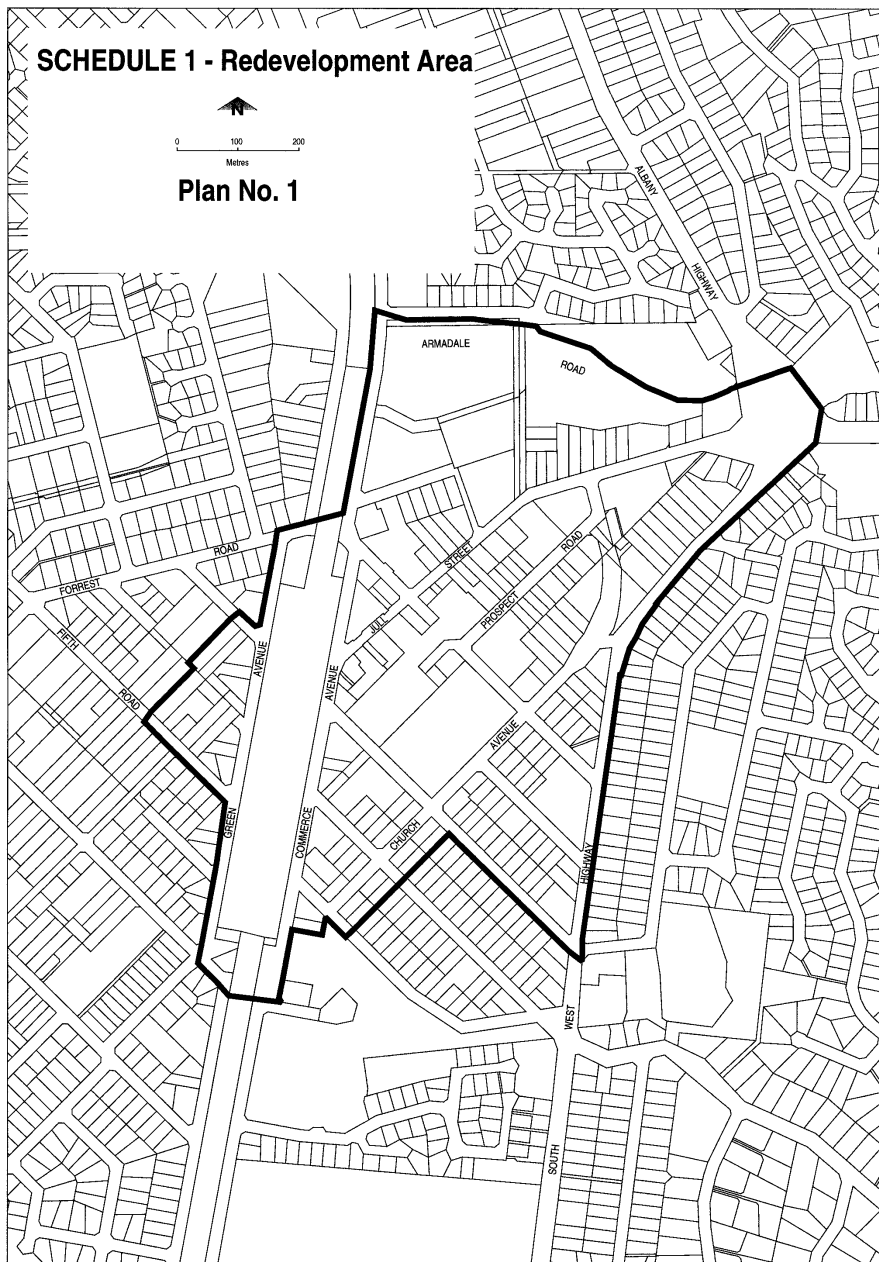 SCHEDULE 1 - Redevelopment Area
N
0 100 200
Metres
Plan No. 1
ALBANY
HIGHWAY
ARMADALE
ROAD
ROAD
FORREST
FIFTH
ROAD
STREET
JULL
ROAD
PROSPECT
AVENUE
GREEN
AVENUE
COMMERCE
AVENUE
CHURCH
HIGHWAY
WEST
SOUTH